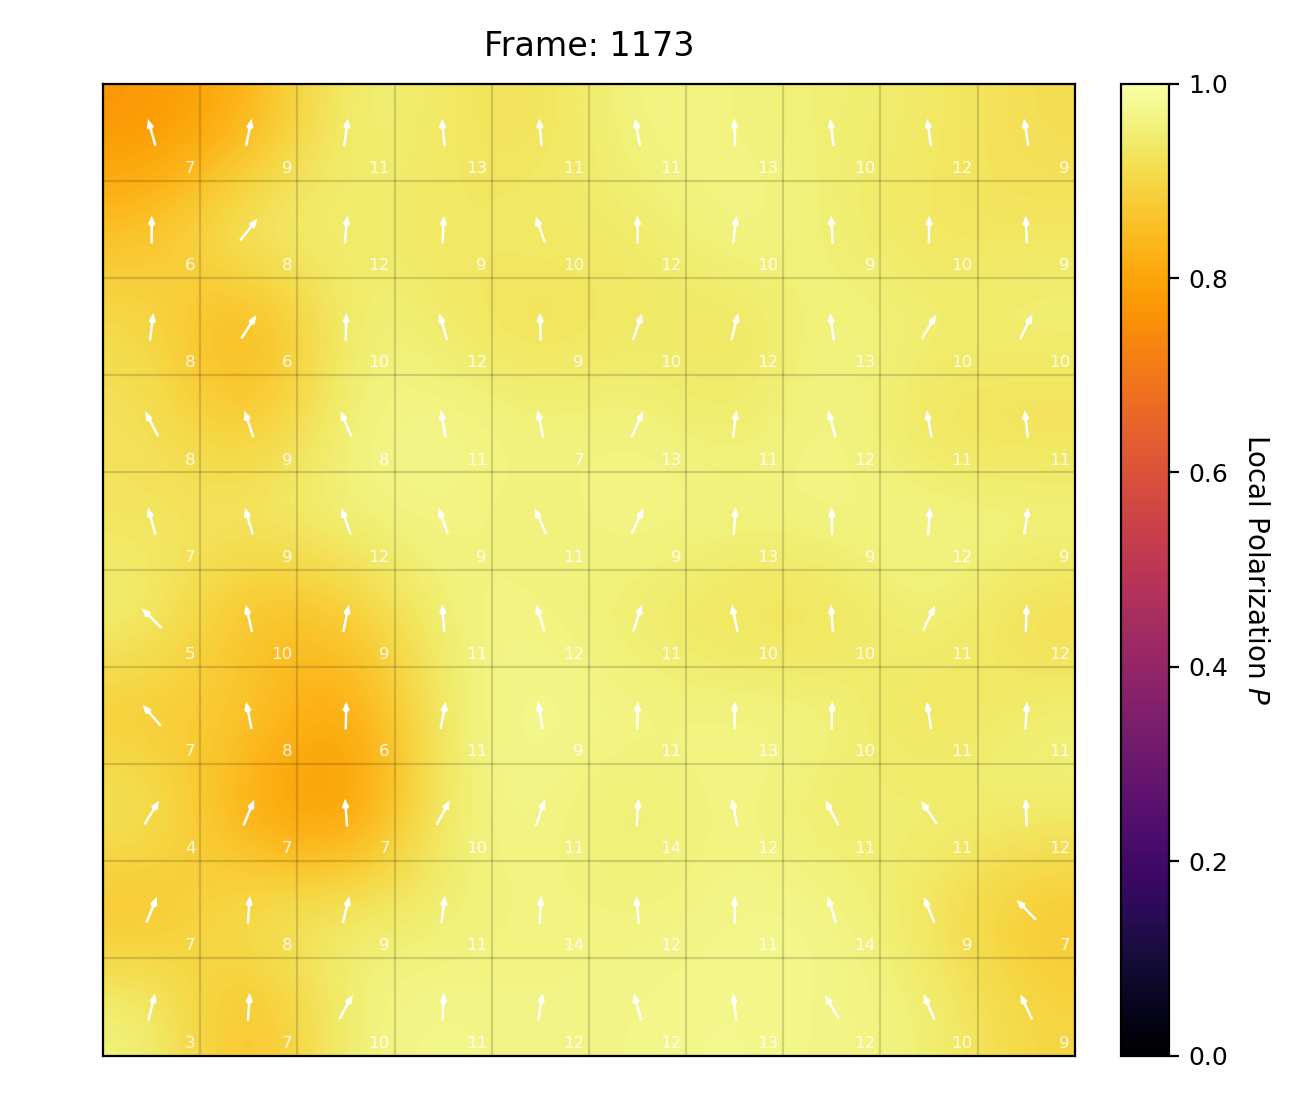 Frame: 1173
7 9 11 13 11 11 13 10 12 9
6 8 12 9 10 12 10 9 10 9
8 6 10 12 9 10 12 13 10 10
8 9 8 11 7 13 11 12 11 11
7 9 12 9 11 9 13 9 12 9
5 10 9 11 12 11 10 10 11 12
7 8 6 11 9 11 13 10 11 11
4 7 7 10 11 14 12 11 11 12
7 8 9 11 14 12 11 14 9 7
3 7 10 11 12 12 13 12 10 9
1.0
0.8
0.6
0.4
0.2
0.0
Local Polarization P